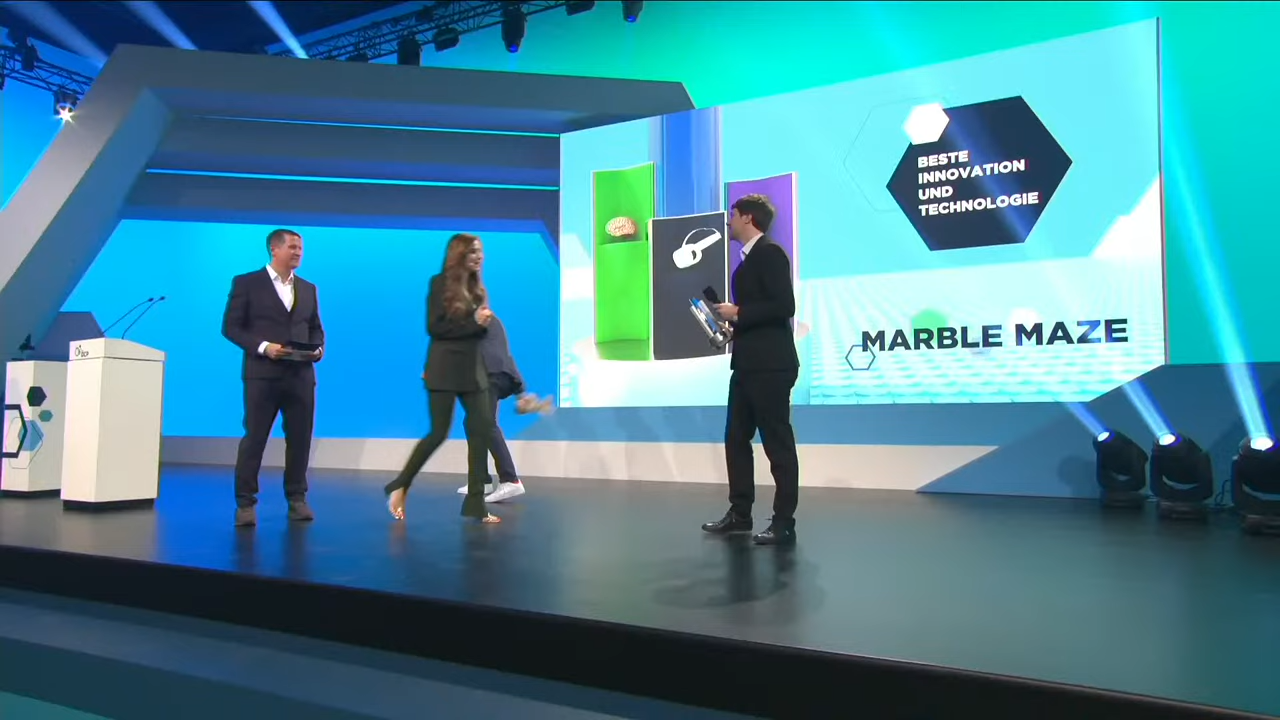 BESTE
INNOVATION
UND
TECHNOLOGIE
MARBLE MAZE